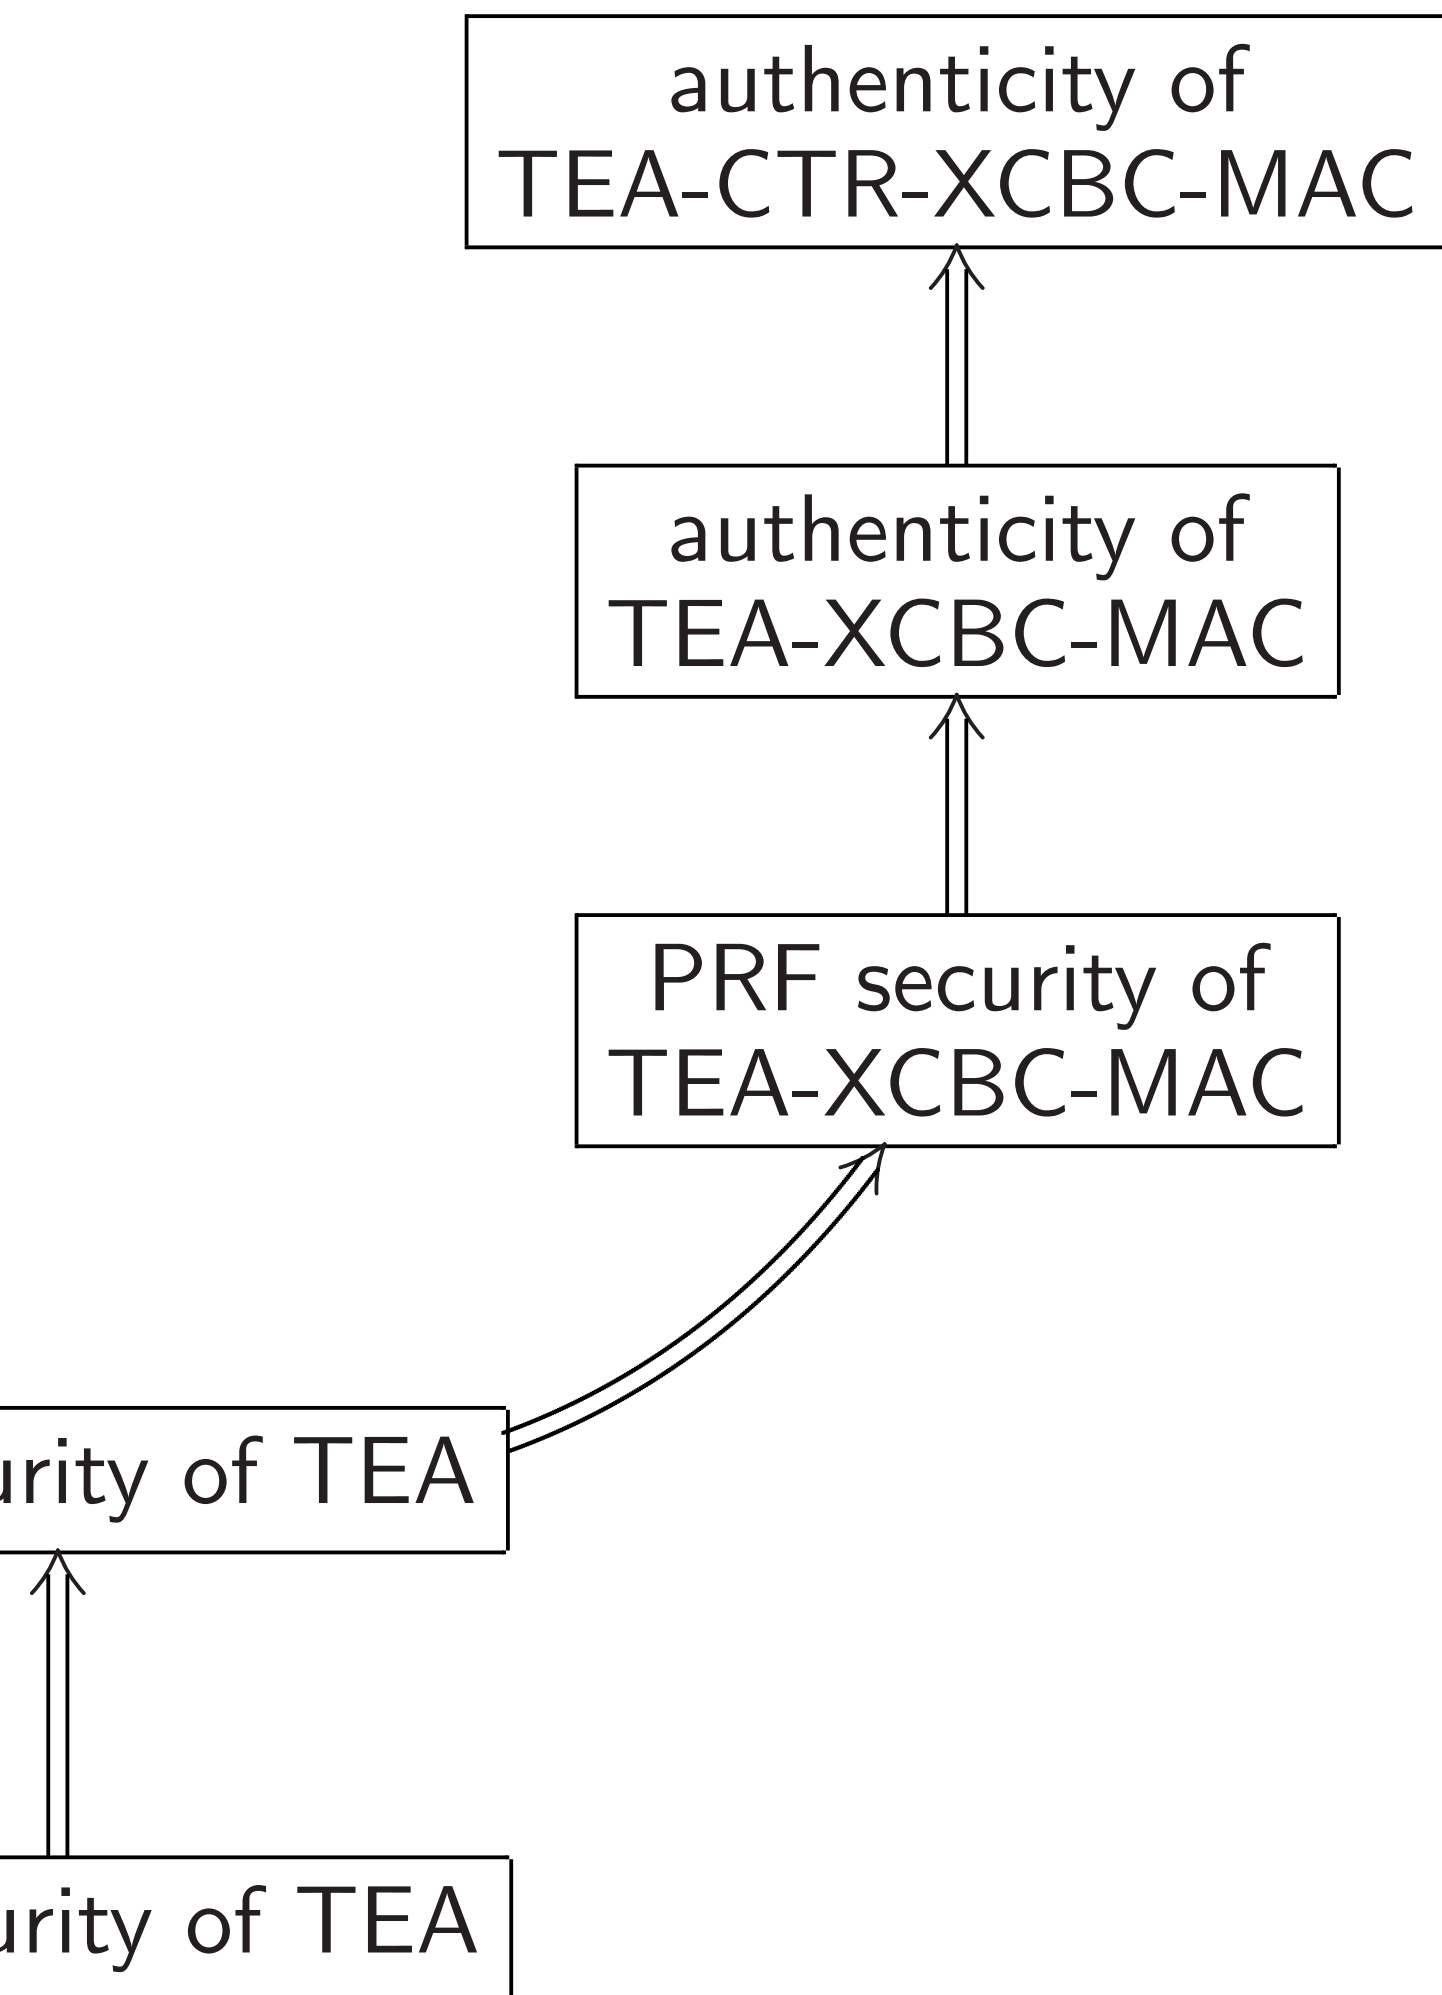 authenticity of
TEA-CTR-XCBC-MAC
authenticity of
TEA-XCBC-MAC
PRF security of
TEA-XCBC-MAC
urity of TEA
urity of TEA